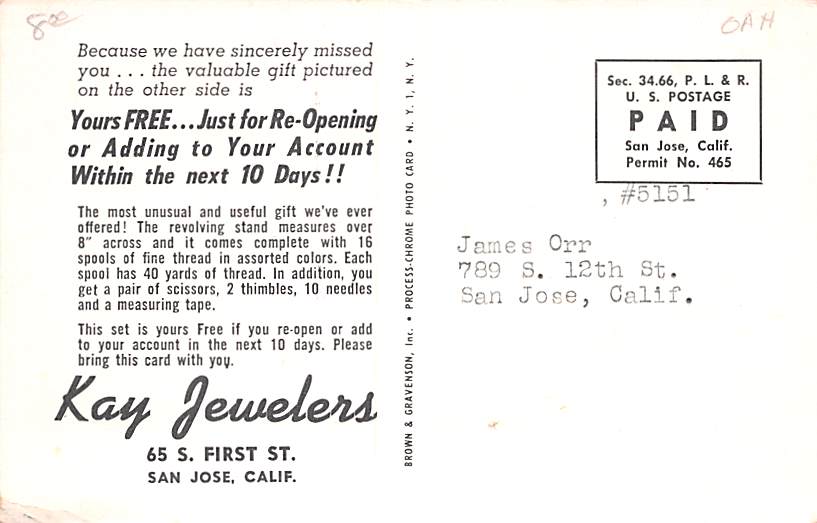 8 00
OAH
Because we have sincerely missed
you . . . the valuable gift pictured
on the other side is
Yours FREE...Just for Re-Opening
or Adding to Your Account
Within the next 10 Days!!
The most unusual and useful gift we've ever
offered! The revolving stand measures over
8" across and it comes complete with 16
spools of fine thread in assorted colors. Each
spool has 40 yards of thread. In addition, you
get a pair of scissors, 2 thimbles, 10 needles
and a measuring tape.
This set is yours Free if you re-open or add
to your account in the next 10 days. Please
bring this card with you.
Kay Jewelers
65 S. FIRST ST.
SAN JOSE, CALIF.
BROWN & GRAVENSON, Inc. • PROCESS-CHROME PHOTO CARD • N. Y. 1, N. Y.
Sec. 34.66, P. L. & R.
U. S. POSTAGE
PAID
San Jose, Calif.
Permit No. 465
, #5151
James Orr
789 S. 12th St.
San Jose, Calif.